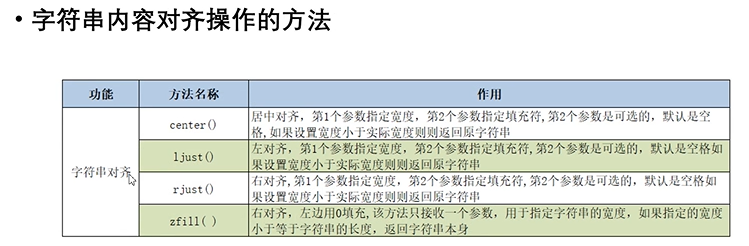 • 字符串内容对齐操作的方法
功能 方法名称 作用
字符串对齐
center() 居中对齐，第1个参数指定宽度，第2个参数指定填充符,第2个参数是可选的，默认是空
格,如果设置宽度小于实际宽度则则返回原字符串
ljust() 左对齐，第1个参数指定宽度，第2个参数指定填充符,第2个参数是可选的，默认是空格如
果设置宽度小于实际宽度则则返回原字符串
rjust() 右对齐,第1个参数指定宽度，第2个参数指定填充符,第2个参数是可选的，默认是空格如
果设置宽度小于实际宽度则则返回原字符串
zfill( ) 右对齐，左边用0填充,该方法只接收一个参数，用于指定字符串的宽度，如果指定的宽度
小于等于字符串的长度，返回字符串本身